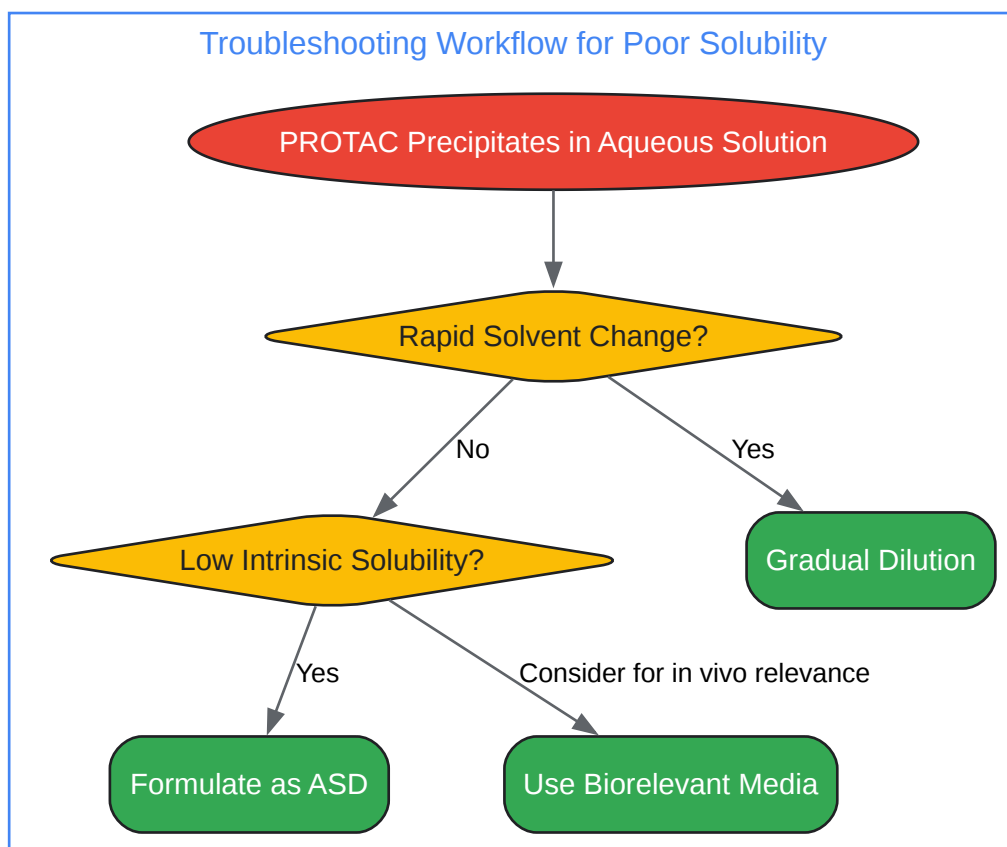 Troubleshooting Workflow for Poor Solubility
PROTAC Precipitates in Aqueous Solution
Rapid Solvent Change?
No
Yes
Low Intrinsic Solubility?
Gradual Dilution
Yes
Consider for in vivo relevance
Formulate as ASD
Use Biorelevant Media